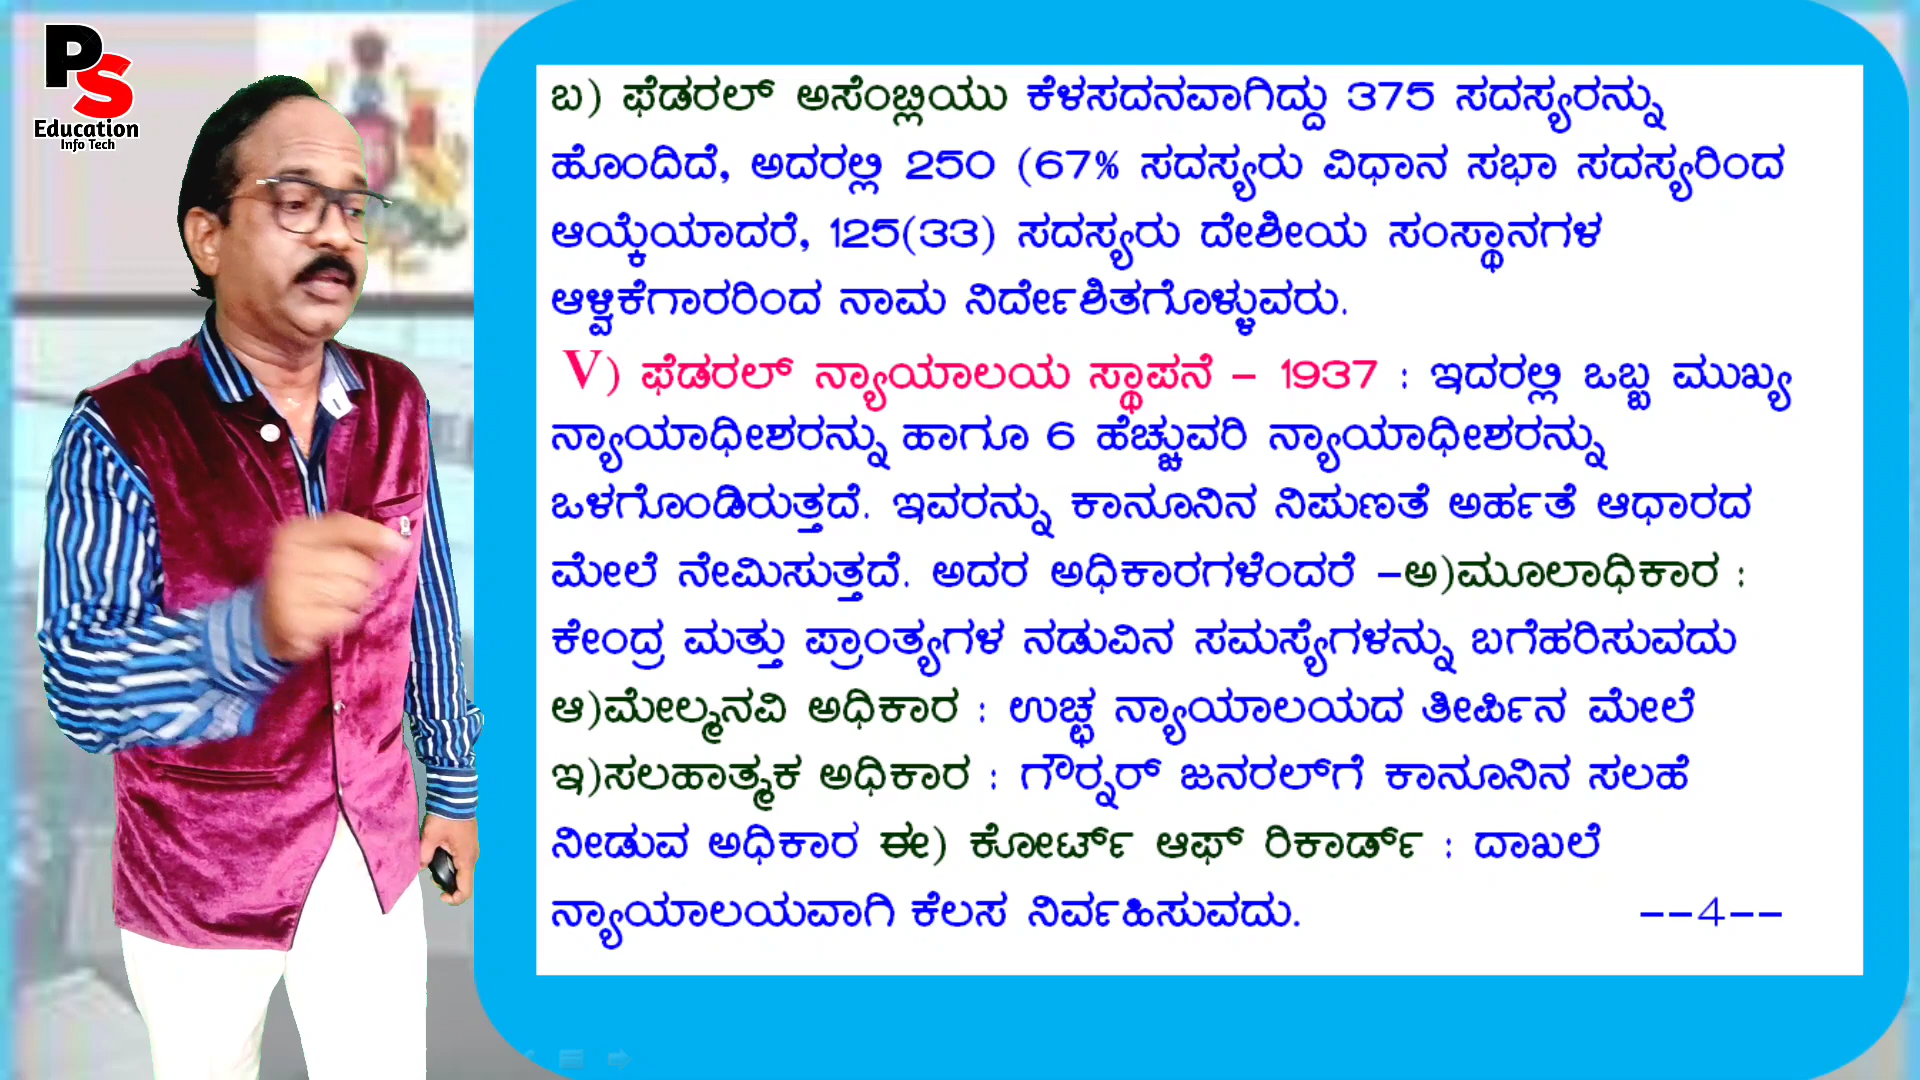 PS
Education
Info Tech
ಬ) ಫೆಡರಲ್ ಅಸೆಂಬ್ಲಿಯು ಕೆಳಸದನವಾಗಿದ್ದು 375 ಸದಸ್ಯರನ್ನು
ಹೊಂದಿದೆ, ಅದರಲ್ಲಿ 250 (67% ಸದಸ್ಯರು ವಿಧಾನ ಸಭಾ ಸದಸ್ಯರಿಂದ
ಆಯ್ಕೆಯಾದರೆ, 125(33) ಸದಸ್ಯರು ದೇಶೀಯ ಸಂಸ್ಥಾನಗಳ
ಆಳ್ವಿಕೆಗಾರರಿಂದ ನಾಮ ನಿರ್ದೇಶಿತಗೊಳ್ಳುವರು.
V) ಫೆಡರಲ್ ನ್ಯಾಯಾಲಯ ಸ್ಥಾಪನೆ – 1937 : ಇದರಲ್ಲಿ ಒಬ್ಬ ಮುಖ್ಯ
ನ್ಯಾಯಾಧೀಶರನ್ನು ಹಾಗೂ 6 ಹೆಚ್ಚುವರಿ ನ್ಯಾಯಾಧೀಶರನ್ನು
ಒಳಗೊಂಡಿರುತ್ತದೆ. ಇವರನ್ನು ಕಾನೂನಿನ ನಿಪುಣತೆ ಅರ್ಹತೆ ಆಧಾರದ
ಮೇಲೆ ನೇಮಿಸುತ್ತದೆ. ಅದರ ಅಧಿಕಾರಗಳೆಂದರೆ –ಅ)ಮೂಲಾಧಿಕಾರ :
ಕೇಂದ್ರ ಮತ್ತು ಪ್ರಾಂತ್ಯಗಳ ನಡುವಿನ ಸಮಸ್ಯೆಗಳನ್ನು ಬಗೆಹರಿಸುವದು
ಆ)ಮೇಲ್ಮನವಿ ಅಧಿಕಾರ : ಉಚ್ಛ ನ್ಯಾಯಾಲಯದ ತೀರ್ಪಿನ ಮೇಲೆ
ಇ)ಸಲಹಾತ್ಮಕ ಅಧಿಕಾರ : ಗೌರ‍್ನರ್ ಜನರಲ್‌ಗೆ ಕಾನೂನಿನ ಸಲಹೆ
ನೀಡುವ ಅಧಿಕಾರ ಈ) ಕೋರ್ಟ್ ಆಫ್ ರಿಕಾರ್ಡ್ : ದಾಖಲೆ
ನ್ಯಾಯಾಲಯವಾಗಿ ಕೆಲಸ ನಿರ್ವಹಿಸುವದು. --4--